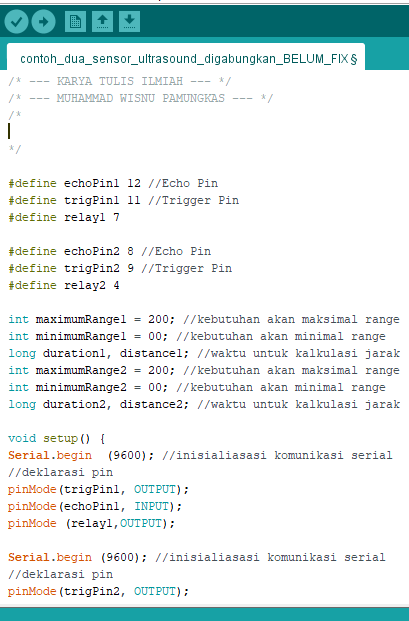 contoh_dua_sensor_ultrasound_digabungkan_BELUM_FIX §
/* --- KARYA TULIS ILMIAH --- */
/* --- MUHAMMAD WISNU PAMUNGKAS --- */
/*
*/
#define echoPin1 12 //Echo Pin
#define trigPin1 11 //Trigger Pin
#define relay1 7
#define echoPin2 8 //Echo Pin
#define trigPin2 9 //Trigger Pin
#define relay2 4
int maximumRange1 = 200; //kebutuhan akan maksimal range
int minimumRange1 = 00; //kebutuhan akan minimal range
long duration1, distance1; //waktu untuk kalkulasi jarak
int maximumRange2 = 200; //kebutuhan akan maksimal range
int minimumRange2 = 00; //kebutuhan akan minimal range
long duration2, distance2; //waktu untuk kalkulasi jarak
void setup() {
Serial.begin  (9600); //inisialiasasi komunikasi serial
//deklarasi pin
pinMode(trigPin1, OUTPUT);
pinMode(echoPin1, INPUT);
pinMode (relay1,OUTPUT);
Serial.begin (9600); //inisialiasasi komunikasi serial
//deklarasi pin
pinMode(trigPin2, OUTPUT);